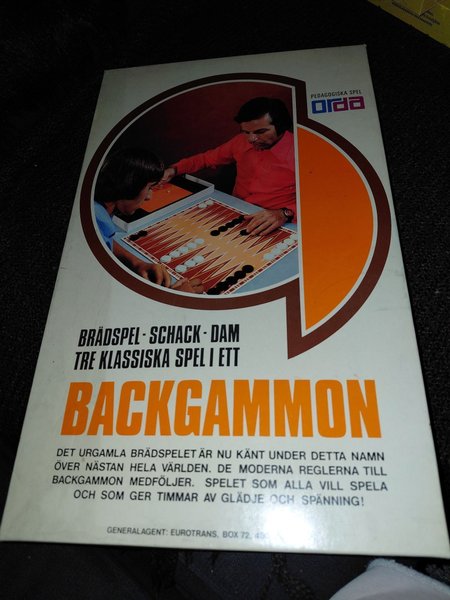 PEDAGOGISKA SPEL
orda
BRÄDSPEL · SCHACK · DAM
TRE KLASSISKA SPEL I ETT
BACKGAMMON
DET URGAMLA BRÄDSPELET ÄR NU KÄNT UNDER DETTA NAMN
ÖVER NÄSTAN HELA VÄRLDEN. DE MODERNA REGLERNA TILL
BACKGAMMON MEDFÖLJER. SPELET SOM ALLA VILL SPELA
OCH SOM GER TIMMAR AV GLÄDJE OCH SPÄNNING!
GENERALAGENT: EUROTRANS, BOX 72,